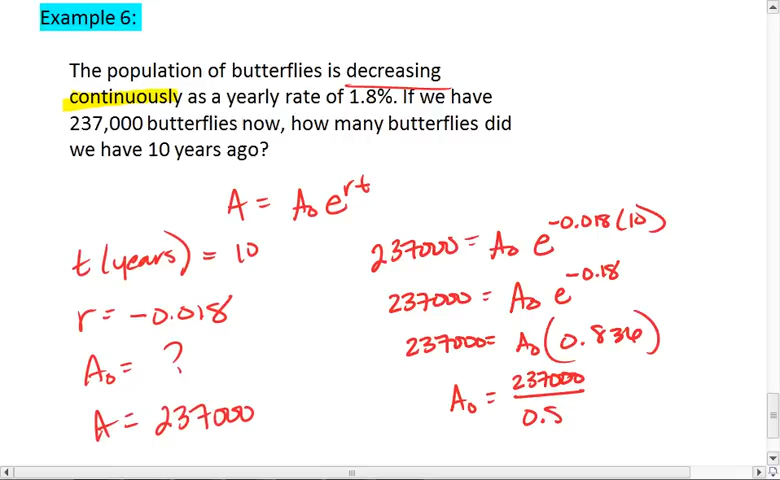 Example 6:
The population of butterflies is decreasing
continuously as a yearly rate of 1.8%. If we have
237,000 butterflies now, how many butterflies did
we have 10 years ago?
A = A₀ e^{rt}
t (years) = 10
r = -0.018
A₀ = ?
A = 237000
237000 = A₀ e^{-0.018(10)}
237000 = A₀ e^{-0.18}
237000 = A₀ (0.836)
A₀ = 237000
0.5